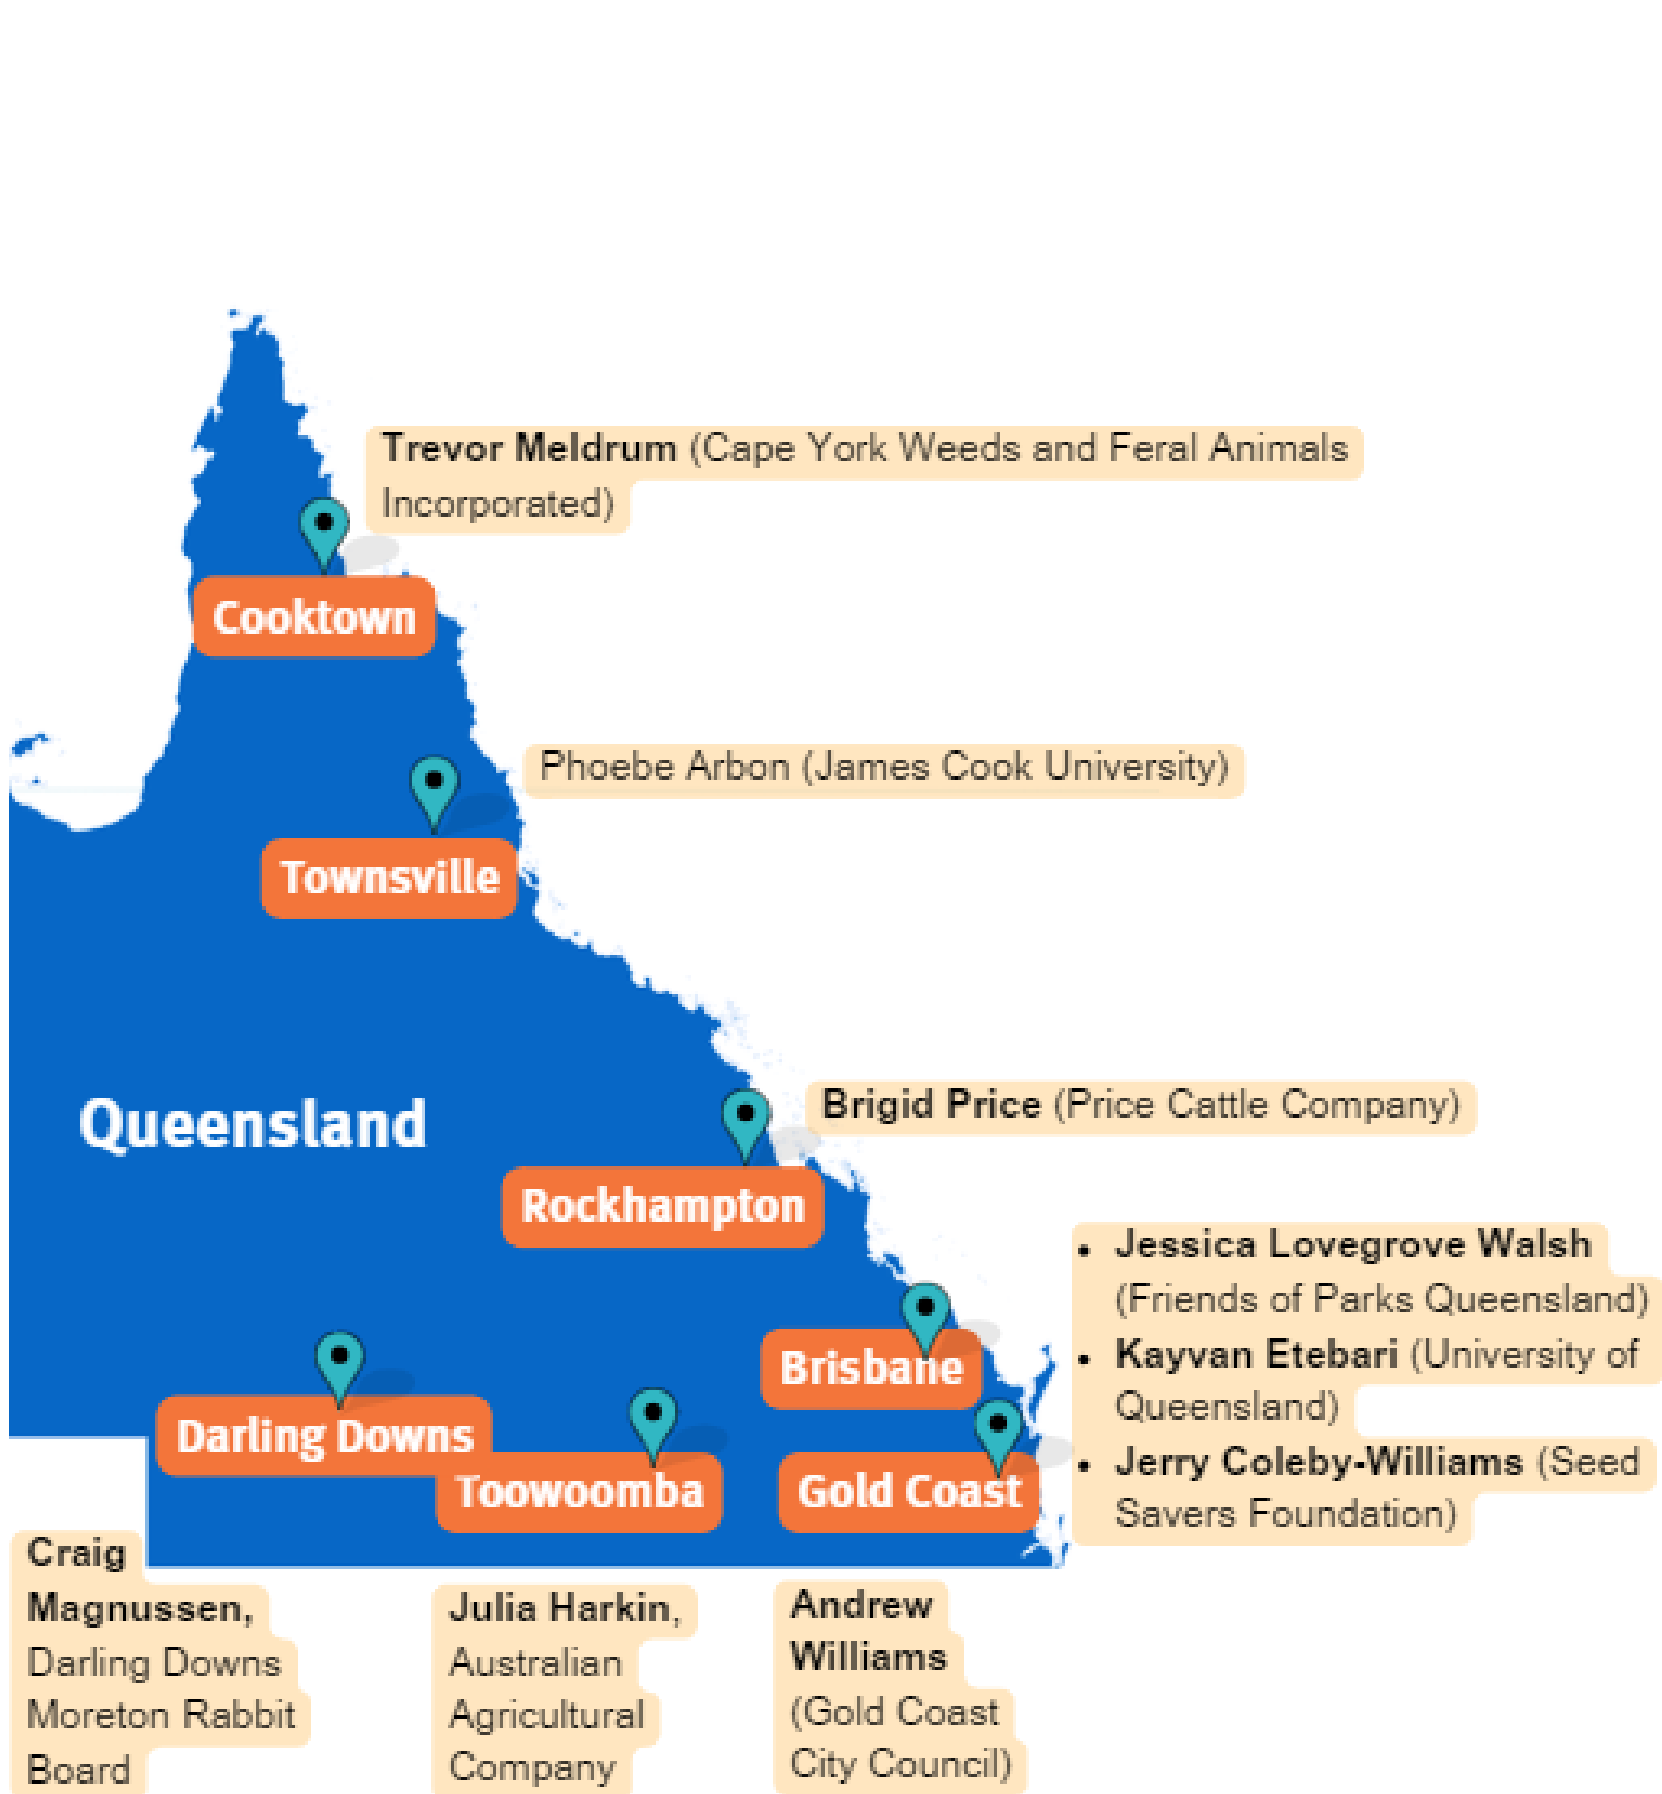 Trevor Meldrum (Cape York Weeds and Feral Animals
Incorporated)
Cooktown
Phoebe Arbon (James Cook University)
Townsville
Queensland
Brigid Price (Price Cattle Company)
Rockhampton
• Jessica Lovegrove Walsh
(Friends of Parks Queensland)
• Kayvan Etebari (University of
Queensland)
• Jerry Coleby-Williams (Seed
Savers Foundation)
Brisbane
Darling Downs
Toowoomba
Gold Coast
Craig
Magnussen,
Darling Downs
Moreton Rabbit
Board
Julia Harkin,
Australian
Agricultural
Company
Andrew
Williams
(Gold Coast
City Council)